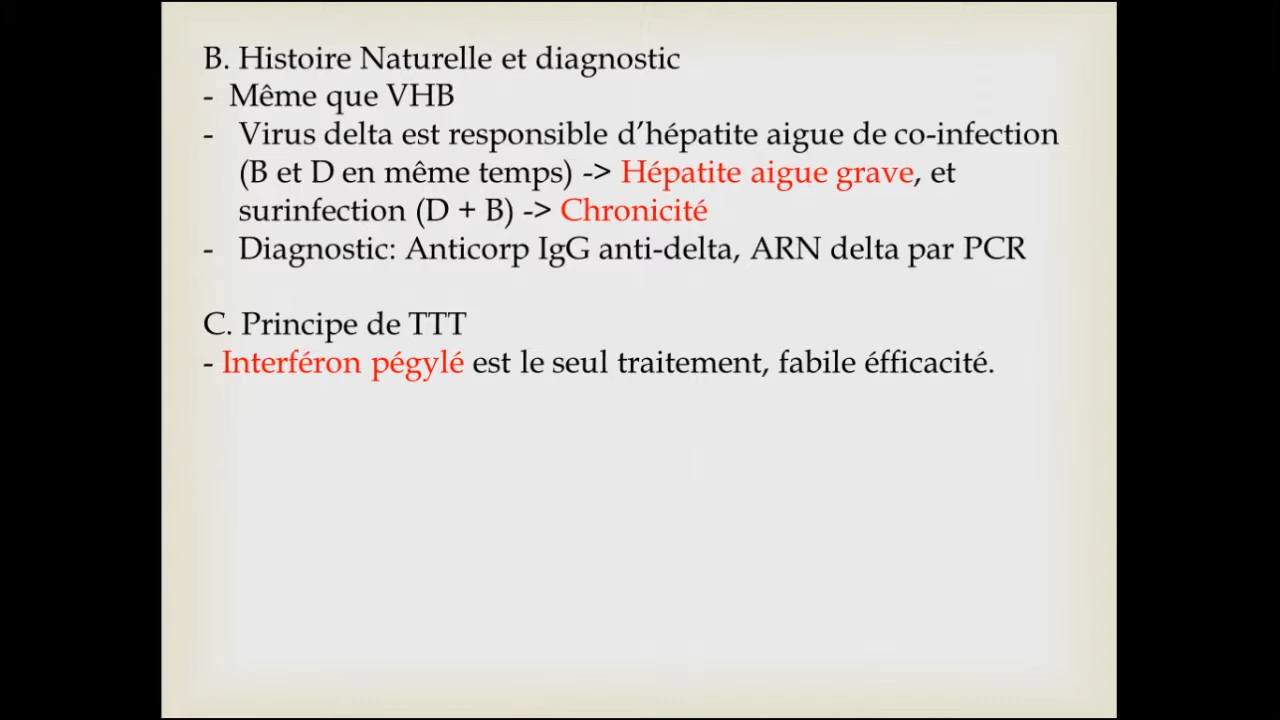 B. Histoire Naturelle et diagnostic
- Même que VHB
- Virus delta est responsible d’hépatite aigue de co-infection
(B et D en même temps) -> Hépatite aigue grave, et
surinfection (D + B) -> Chronicité
- Diagnostic: Anticorp IgG anti-delta, ARN delta par PCR
C. Principe de TTT
- Interféron pégylé est le seul traitement, fabile éfficacité.